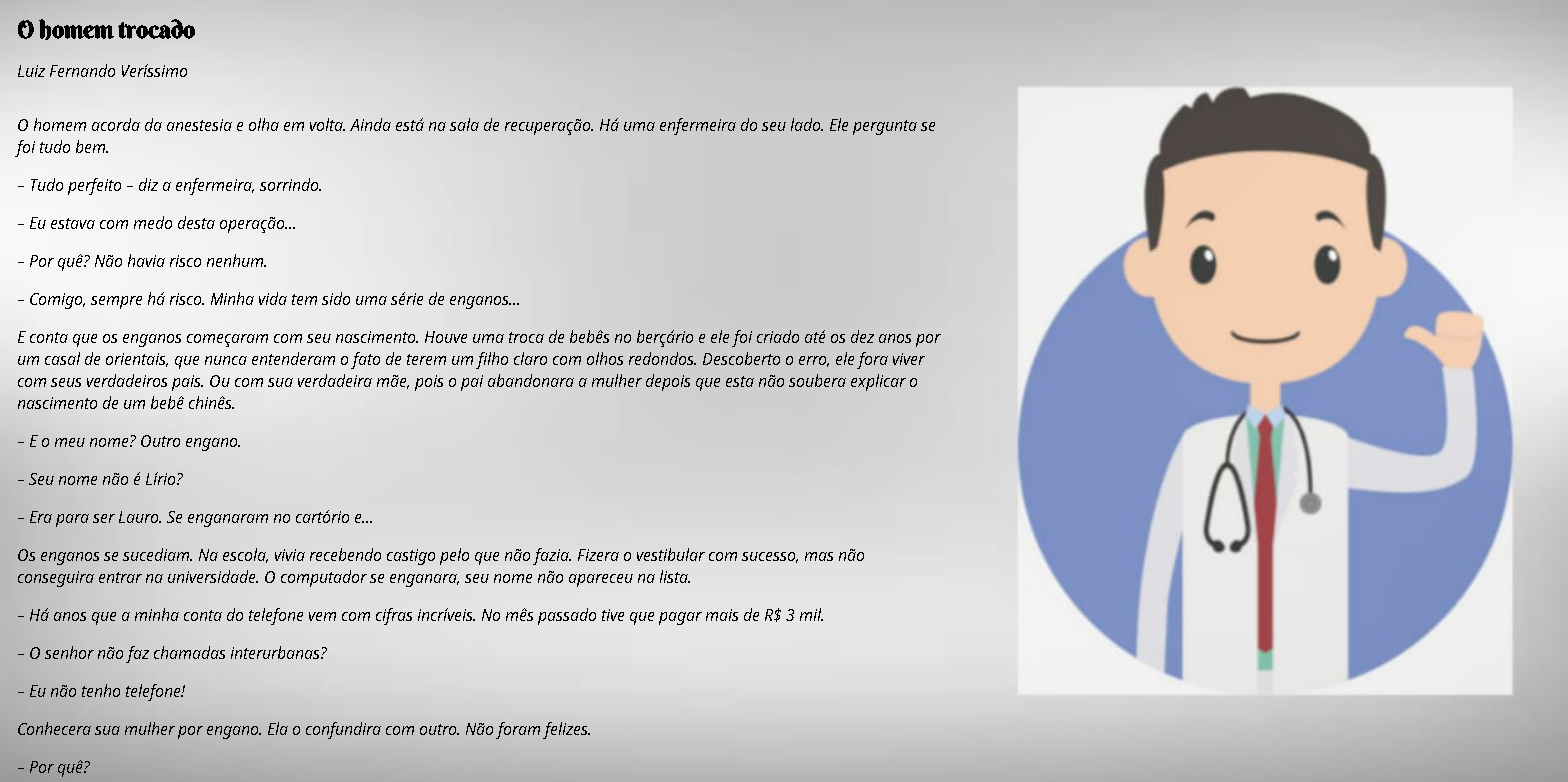 O homem trocado
Luiz Fernando Veríssimo
O homem acorda da anestesia e olha em volta. Ainda está na sala de recuperação. Há uma enfermeira do seu lado. Ele pergunta se
foi tudo bem.
– Tudo perfeito – diz a enfermeira, sorrindo.
– Eu estava com medo desta operação...
– Por quê? Não havia risco nenhum.
– Comigo, sempre há risco. Minha vida tem sido uma série de enganos...
E conta que os enganos começaram com seu nascimento. Houve uma troca de bebês no berçário e ele foi criado até os dez anos por
um casal de orientais, que nunca entenderam o fato de terem um filho claro com olhos redondos. Descoberto o erro, ele fora viver
com seus verdadeiros pais. Ou com sua verdadeira mãe, pois o pai abandonara a mulher depois que esta não soubera explicar o
nascimento de um bebê chinês.
– E o meu nome? Outro engano.
– Seu nome não é Lírio?
– Era para ser Lauro. Se enganaram no cartório e...
Os enganos se sucediam. Na escola, vivia recebendo castigo pelo que não fazia. Fizera o vestibular com sucesso, mas não
conseguira entrar na universidade. O computador se enganara, seu nome não apareceu na lista.
– Há anos que a minha conta do telefone vem com cifras incríveis. No mês passado tive que pagar mais de R$ 3 mil.
– O senhor não faz chamadas interurbanas?
– Eu não tenho telefone!
Conhecera sua mulher por engano. Ela o confundira com outro. Não foram felizes.
– Por quê?